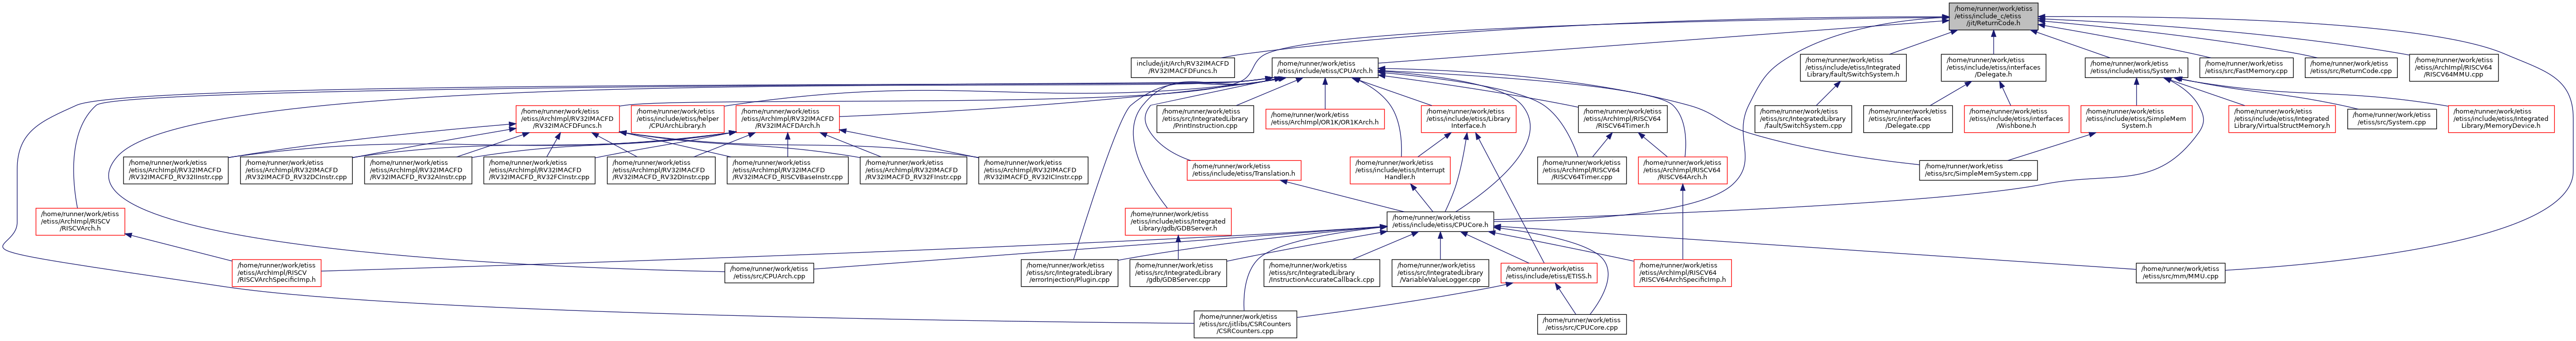 /home/runner/work/etiss
/etiss/include_c/etiss
/jit/ReturnCode.h
include/jit/Arch/RV32IMACFD
/RV32IMACFDFuncs.h
/home/runner/work/etiss
/etiss/include/etiss/CPUArch.h
/home/runner/work/etiss
/etiss/include/etiss/Integrated
Library/fault/SwitchSystem.h
/home/runner/work/etiss
/etiss/include/etiss/interfaces
/Delegate.h
/home/runner/work/etiss
/etiss/include/etiss/System.h
/home/runner/work/etiss
/etiss/src/FastMemory.cpp
/home/runner/work/etiss
/etiss/src/ReturnCode.cpp
/home/runner/work/etiss
/etiss/ArchImpl/RISCV64
/RISCV64MMU.cpp
/home/runner/work/etiss
/etiss/ArchImpl/RV32IMACFD
/RV32IMACFDFuncs.h
/home/runner/work/etiss
/etiss/include/etiss/helper
/CPUArchLibrary.h
/home/runner/work/etiss
/etiss/ArchImpl/RV32IMACFD
/RV32IMACFDArch.h
/home/runner/work/etiss
/etiss/src/IntegratedLibrary
/PrintInstruction.cpp
/home/runner/work/etiss
/etiss/ArchImpl/OR1K/OR1KArch.h
/home/runner/work/etiss
/etiss/include/etiss/Library
Interface.h
/home/runner/work/etiss
/etiss/ArchImpl/RISCV64
/RISCV64Timer.h
/home/runner/work/etiss
/etiss/src/IntegratedLibrary
/fault/SwitchSystem.cpp
/home/runner/work/etiss
/etiss/src/interfaces
/Delegate.cpp
/home/runner/work/etiss
/etiss/include/etiss/interfaces
/Wishbone.h
/home/runner/work/etiss
/etiss/include/etiss/SimpleMem
System.h
/home/runner/work/etiss
/etiss/include/etiss/Integrated
Library/VirtualStructMemory.h
/home/runner/work/etiss
/etiss/src/System.cpp
/home/runner/work/etiss
/etiss/include/etiss/Integrated
Library/MemoryDevice.h
/home/runner/work/etiss
/etiss/ArchImpl/RV32IMACFD
/RV32IMACFD_RV32IInstr.cpp
/home/runner/work/etiss
/etiss/ArchImpl/RV32IMACFD
/RV32IMACFD_RV32DCInstr.cpp
/home/runner/work/etiss
/etiss/ArchImpl/RV32IMACFD
/RV32IMACFD_RV32AInstr.cpp
/home/runner/work/etiss
/etiss/ArchImpl/RV32IMACFD
/RV32IMACFD_RV32FCInstr.cpp
/home/runner/work/etiss
/etiss/ArchImpl/RV32IMACFD
/RV32IMACFD_RV32DInstr.cpp
/home/runner/work/etiss
/etiss/ArchImpl/RV32IMACFD
/RV32IMACFD_RISCVBaseInstr.cpp
/home/runner/work/etiss
/etiss/ArchImpl/RV32IMACFD
/RV32IMACFD_RV32FInstr.cpp
/home/runner/work/etiss
/etiss/ArchImpl/RV32IMACFD
/RV32IMACFD_RV32ICInstr.cpp
/home/runner/work/etiss
/etiss/include/etiss/Translation.h
/home/runner/work/etiss
/etiss/include/etiss/Interrupt
Handler.h
/home/runner/work/etiss
/etiss/ArchImpl/RISCV64
/RISCV64Timer.cpp
/home/runner/work/etiss
/etiss/ArchImpl/RISCV64
/RISCV64Arch.h
/home/runner/work/etiss
/etiss/src/SimpleMemSystem.cpp
/home/runner/work/etiss
/etiss/ArchImpl/RISCV
/RISCVArch.h
/home/runner/work/etiss
/etiss/include/etiss/Integrated
Library/gdb/GDBServer.h
/home/runner/work/etiss
/etiss/include/etiss/CPUCore.h
/home/runner/work/etiss
/etiss/ArchImpl/RISCV
/RISCVArchSpecificImp.h
/home/runner/work/etiss
/etiss/src/CPUArch.cpp
/home/runner/work/etiss
/etiss/src/IntegratedLibrary
/errorInjection/Plugin.cpp
/home/runner/work/etiss
/etiss/src/IntegratedLibrary
/gdb/GDBServer.cpp
/home/runner/work/etiss
/etiss/src/IntegratedLibrary
/InstructionAccurateCallback.cpp
/home/runner/work/etiss
/etiss/src/IntegratedLibrary
/VariableValueLogger.cpp
/home/runner/work/etiss
/etiss/include/etiss/ETISS.h
/home/runner/work/etiss
/etiss/ArchImpl/RISCV64
/RISCV64ArchSpecificImp.h
/home/runner/work/etiss
/etiss/src/mm/MMU.cpp
/home/runner/work/etiss
/etiss/src/jitlibs/CSRCounters
/CSRCounters.cpp
/home/runner/work/etiss
/etiss/src/CPUCore.cpp